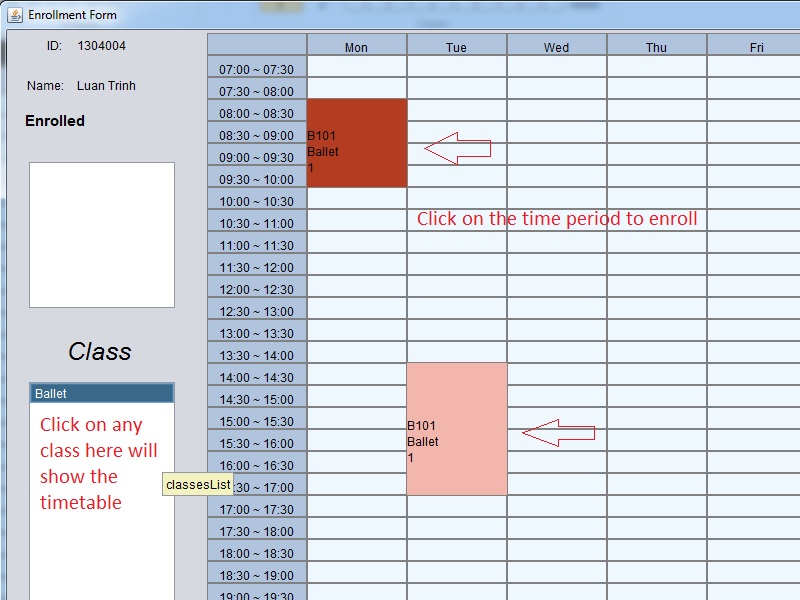 Enrollment Form
ID: 1304004
Name: Luan Trinh
Enrolled
Class
Ballet
Click on any
class here will
show the
timetable
classesList
Mon Tue Wed Thu Fri
07:00 ~ 07:30
07:30 ~ 08:00
08:00 ~ 08:30
08:30 ~ 09:00
09:00 ~ 09:30
09:30 ~ 10:00
10:00 ~ 10:30
10:30 ~ 11:00
11:00 ~ 11:30
11:30 ~ 12:00
12:00 ~ 12:30
12:30 ~ 13:00
13:00 ~ 13:30
13:30 ~ 14:00
14:00 ~ 14:30
14:30 ~ 15:00
15:00 ~ 15:30
15:30 ~ 16:00
16:00 ~ 16:30
:30 ~ 17:00
17:00 ~ 17:30
17:30 ~ 18:00
18:00 ~ 18:30
18:30 ~ 19:00
19:00 ~ 19:30
B101
Ballet
1
Click on the time period to enroll
B101
Ballet
1